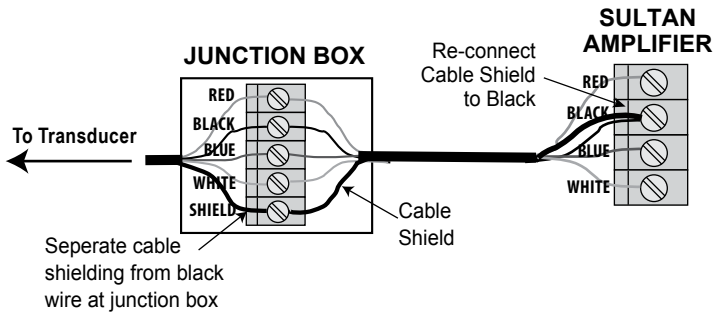 SULTAN
AMPLIFIER
JUNCTION BOX
Re-connect
Cable Shield
to Black
RED
BLACK
BLUE
WHITE
SHIELD
To Transducer
RED
BLACK
BLUE
WHITE
Cable
Shield
Seperate cable
shielding from black
wire at junction box